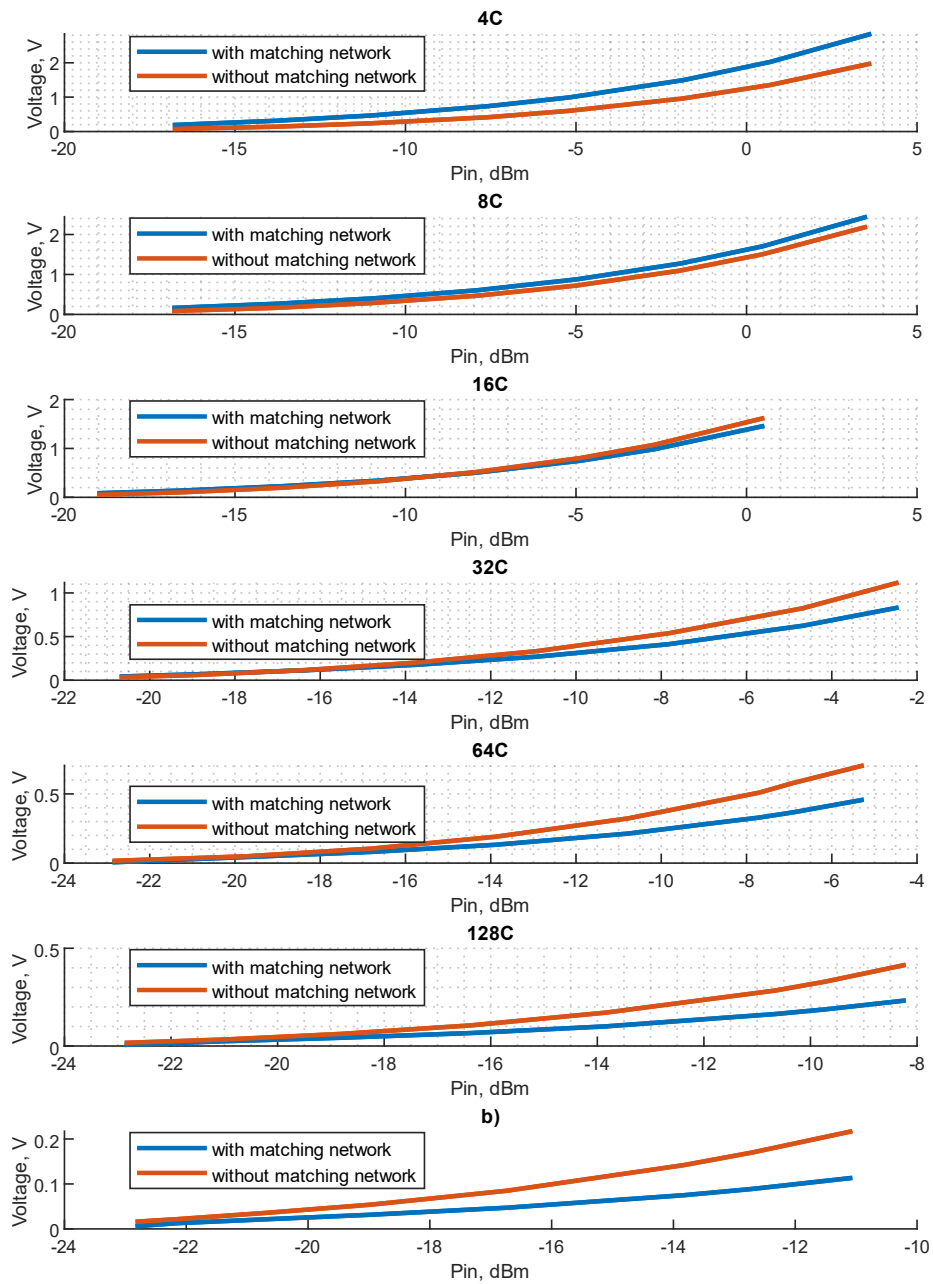 4C
Voltage, V
2
1
0
with matching network
without matching network
-20 -15 -10 -5 0 5
Pin, dBm
8C
Voltage, V
2
1
0
with matching network
without matching network
-20 -15 -10 -5 0 5
Pin, dBm
16C
Voltage, V
2
1
0
with matching network
without matching network
-20 -15 -10 -5 0 5
Pin, dBm
32C
Voltage, V
1
0.5
0
with matching network
without matching network
-22 -20 -18 -16 -14 -12 -10 -8 -6 -4 -2
Pin, dBm
64C
Voltage, V
0.5
0
with matching network
without matching network
-24 -22 -20 -18 -16 -14 -12 -10 -8 -6 -4
Pin, dBm
128C
Voltage, V
0.5
0
with matching network
without matching network
-24 -22 -20 -18 -16 -14 -12 -10 -8
Pin, dBm
b)
Voltage, V
0.2
0.1
0
with matching network
without matching network
-24 -22 -20 -18 -16 -14 -12 -10
Pin, dBm